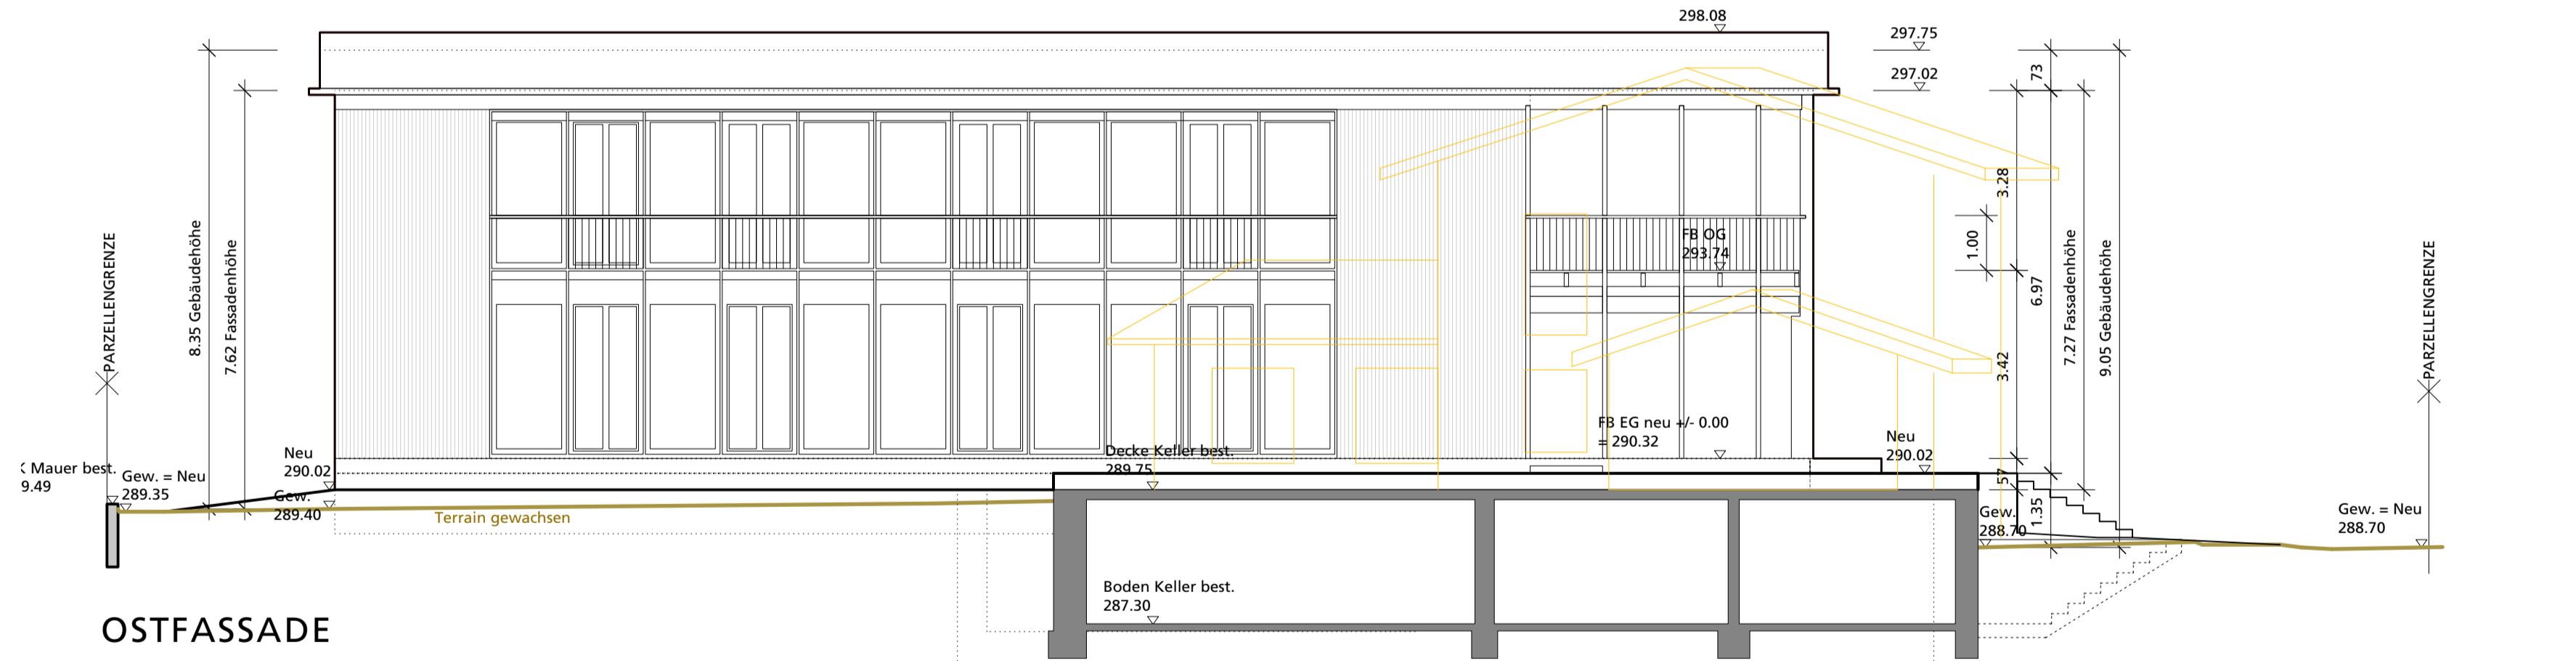 298.08
297.75
297.02
73
3.28
1.00
6.97
3.42
57
1.35
7.27 Fassadenhöhe
9.05 Gebäudehöhe
PARZELLENGRENZE
8.35 Gebäudehöhe
7.62 Fassadenhöhe
PARZELLENGRENZE
FB OG
293.74
FB EG neu +/- 0.00
= 290.32
Neu
290.02
Decke Keller best.
289.75
Neu
290.02
Mauer best.
9.49
Gew. = Neu
289.35
Gew.
289.40
Terrain gewachsen
Gew.
288.70
Gew. = Neu
288.70
Boden Keller best.
287.30
OSTFASSADE